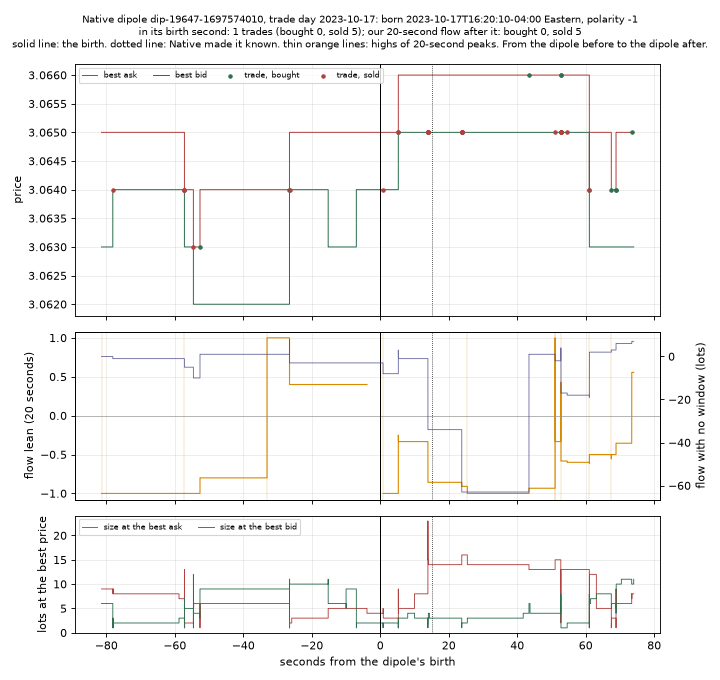 Native dipole dip-19647-1697574010, trade day 2023-10-17: born 2023-10-17T16:20:10-04:00 Eastern, polarity -1
in its birth second: 1 trades (bought 0, sold 5); our 20-second flow after it: bought 0, sold 5
solid line: the birth. dotted line: Native made it known. thin orange lines: highs of 20-second peaks. From the dipole before to the dipole after.
best ask best bid trade, bought trade, sold
3.0660
3.0655
3.0650
3.0645
3.0640
3.0635
3.0630
3.0625
3.0620
price
1.0
0.5
0.0
−0.5
−1.0
flow lean (20 seconds)
0
−20
−40
−60
flow with no window (lots)
size at the best ask size at the best bid
20
15
10
5
0
lots at the best price
−80 −60 −40 −20 0 20 40 60 80
seconds from the dipole's birth